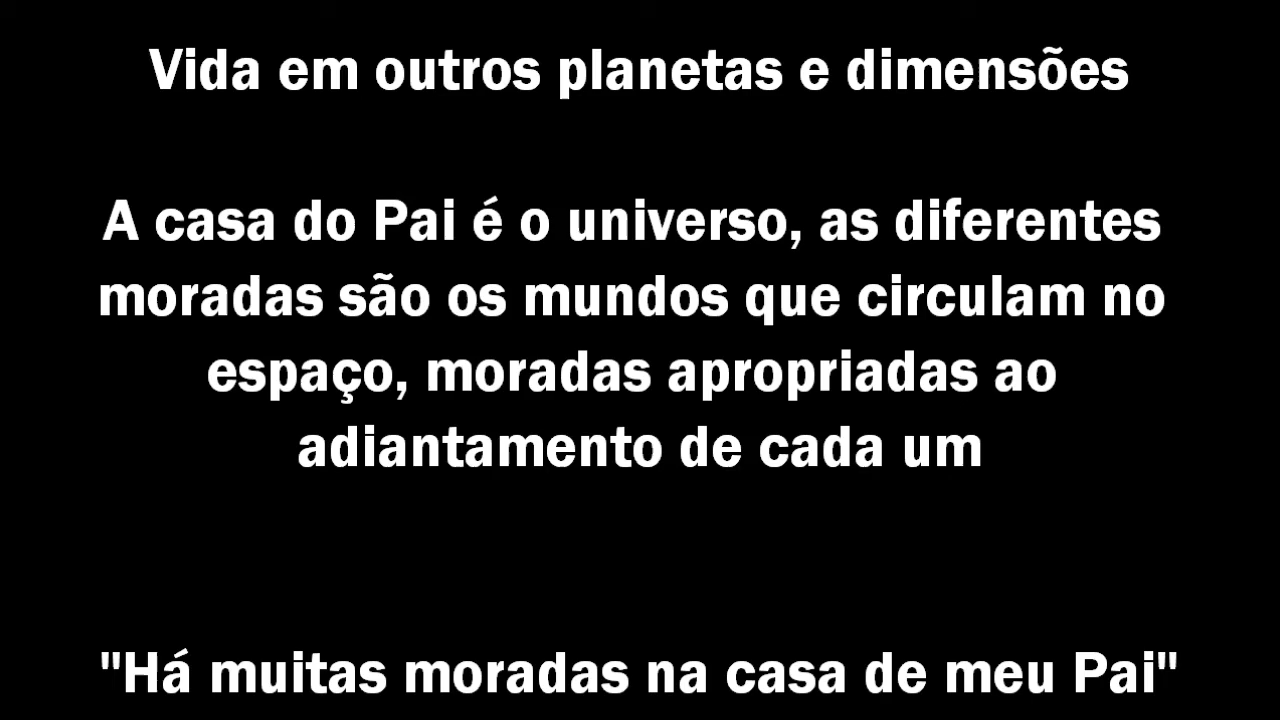 Vida em outros planetas e dimensões
A casa do Pai é o universo, as diferentes
moradas são os mundos que circulam no
espaço, moradas apropriadas ao
adiantamento de cada um
"Há muitas moradas na casa de meu Pai"